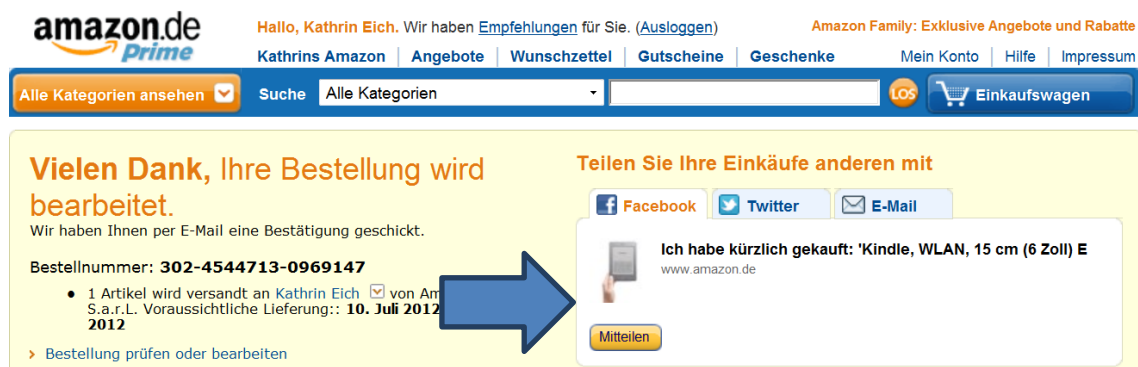 amazon.de
Prime
Hallo, Kathrin Eich. Wir haben Empfehlungen für Sie. (Ausloggen)
Amazon Family: Exklusive Angebote und Rabatte
Kathrins Amazon | Angebote | Wunschzettel | Gutscheine | Geschenke
Mein Konto | Hilfe | Impressum
Alle Kategorien ansehen
Suche
Alle Kategorien
LOS
Einkaufswagen
Vielen Dank, Ihre Bestellung wird
bearbeitet.
Wir haben Ihnen per E-Mail eine Bestätigung geschickt.
Bestellnummer: 302-4544713-0969147
• 1 Artikel wird versandt an Kathrin Eich von
S.a.r.L. Voraussichtliche Lieferung:: 10. Juli 2012
2012
› Bestellung prüfen oder bearbeiten
Teilen Sie Ihre Einkäufe anderen mit
Facebook
Twitter
E-Mail
Ich habe kürzlich gekauft: 'Kindle, WLAN, 15 cm (6 Zoll) E
www.amazon.de
Mitteilen